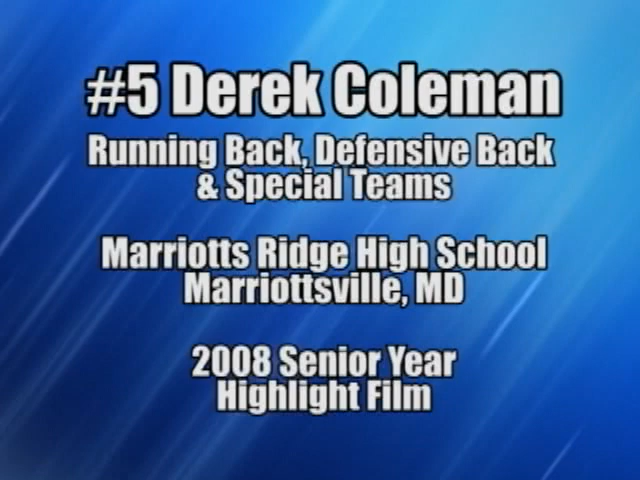 #5 Derek Coleman
Running Back, Defensive Back
& Special Teams
Marriotts Ridge High School
Marriottsville, MD
2008 Senior Year
Highlight Film